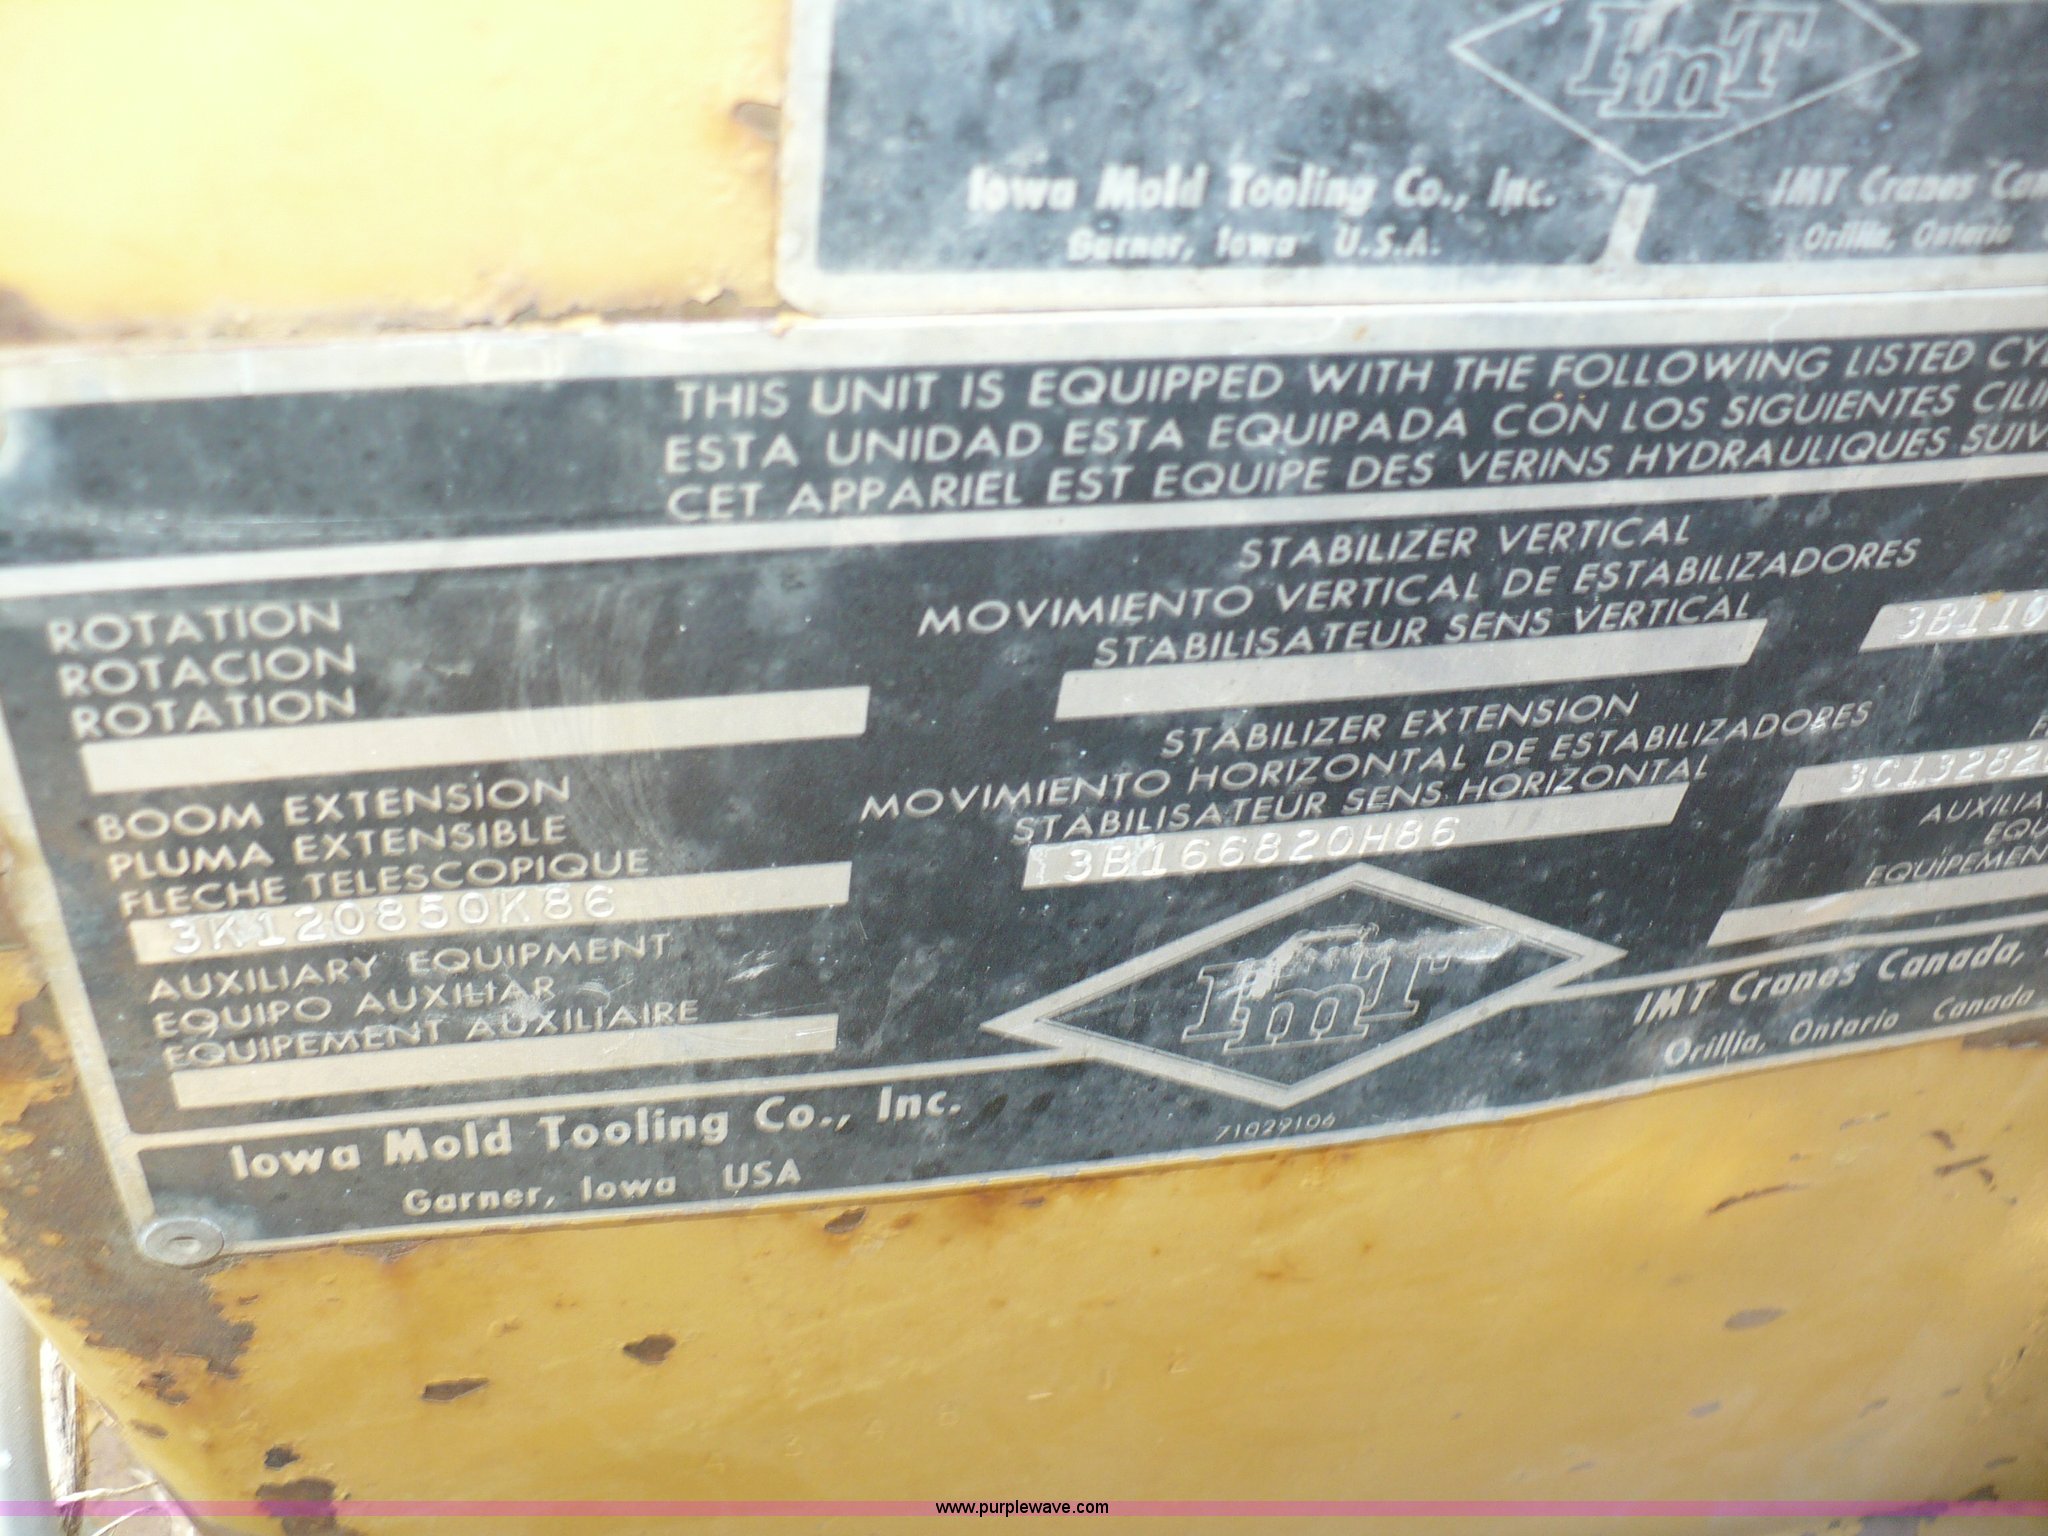 ImT
Iowa Mold Tooling Co., Inc.
Garner, Iowa U.S.A.
IMT Cranes
Orillia, Ontario
THIS UNIT IS EQUIPPED WITH THE FOLLOWING LISTED
ESTA UNIDAD ESTA EQUIPADA CON LOS SIGUIENTES
CET APPARIEL EST EQUIPE DES VERINS HYDRAULIQUES
ROTATION
ROTACION
ROTATION
BOOM EXTENSION
PLUMA EXTENSIBLE
FLECHE TELESCOPIQUE
3K120850K86
AUXILIARY EQUIPMENT
EQUIPO AUXILIAR
EQUIPEMENT AUXILIAIRE
STABILIZER VERTICAL
MOVIMIENTO VERTICAL DE ESTABILIZADORES
STABILISATEUR SENS VERTICAL
STABILIZER EXTENSION
MOVIMIENTO HORIZONTAL DE ESTABILIZADORES
STABILISATEUR SENS HORIZONTAL
3B166820H86
ImT
Iowa Mold Tooling Co., Inc.
Garner, Iowa USA
71029106
IMT Cranes Canada,
Orillia, Ontario Canada
www.purplewave.com